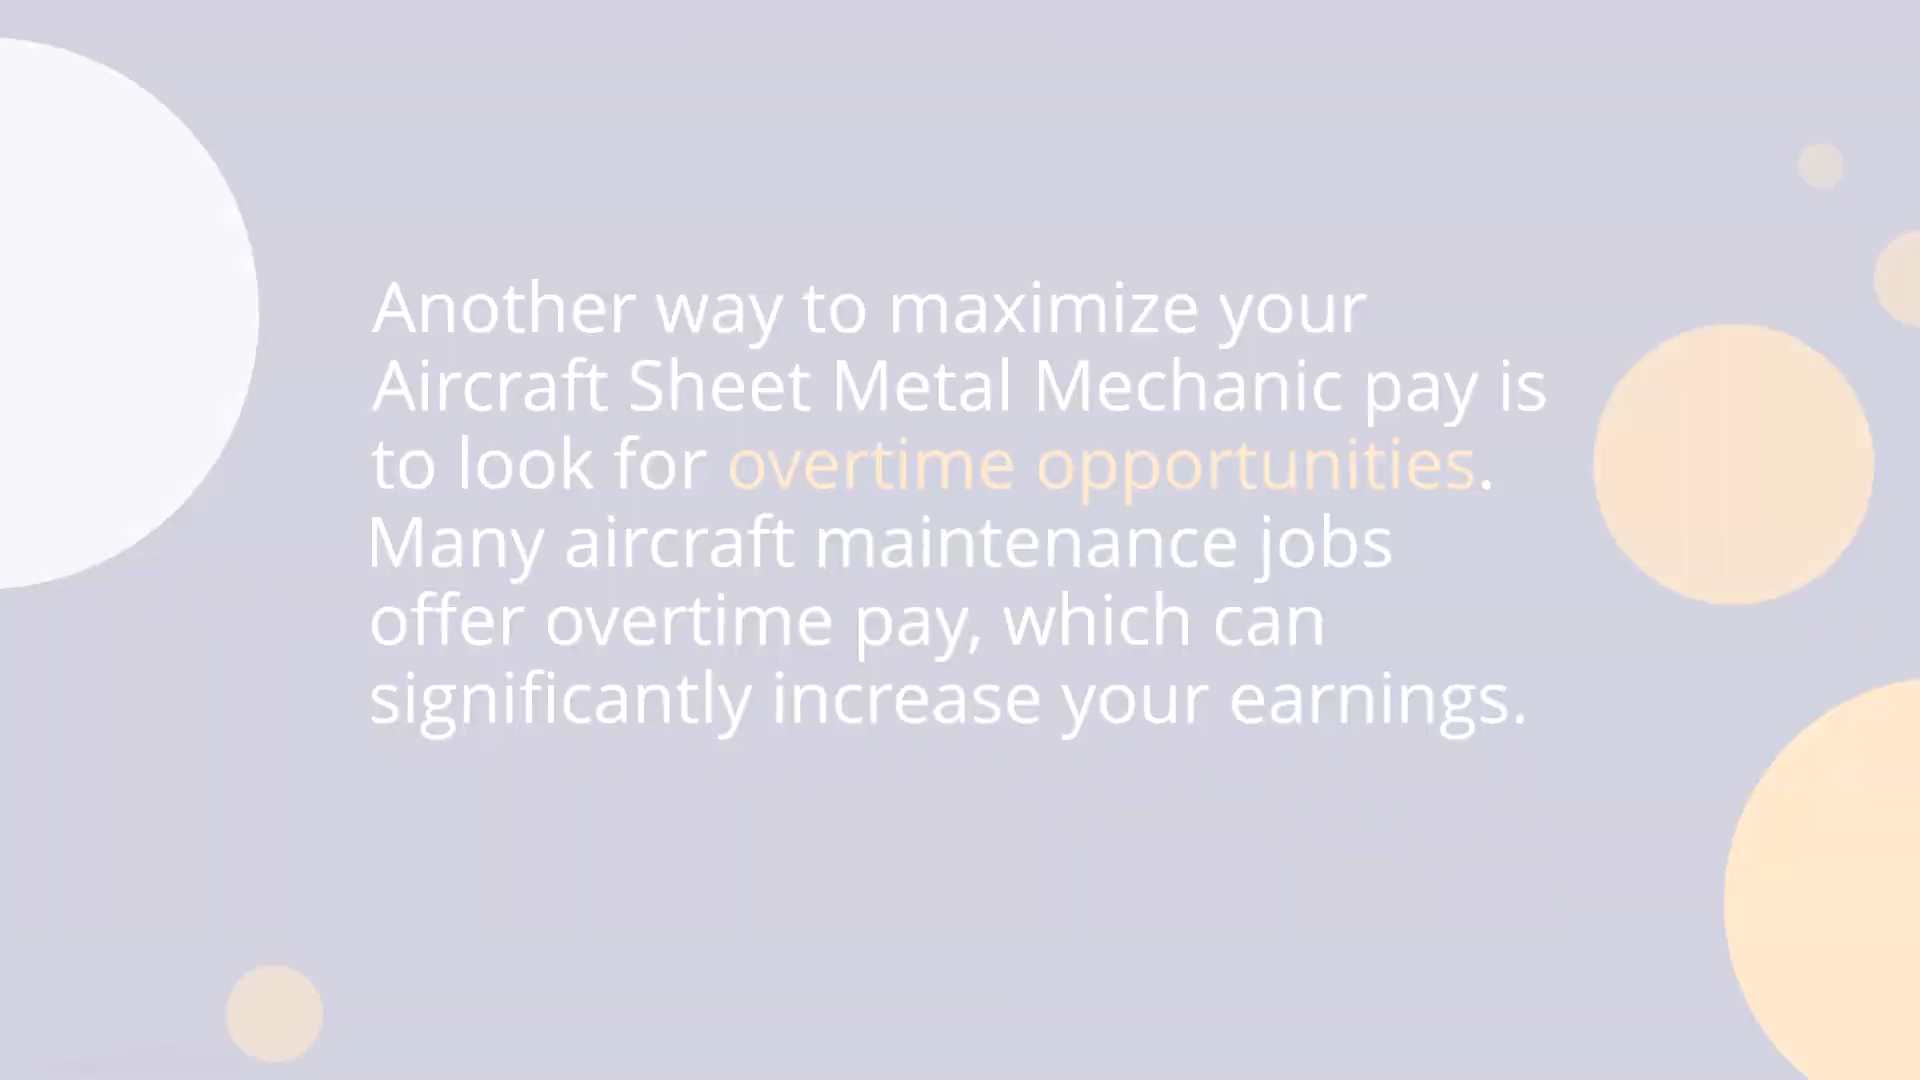 Another way to maximize your
Aircraft Sheet Metal Mechanic pay is
to look for overtime opportunities.
Many aircraft maintenance jobs
offer overtime pay, which can
significantly increase your earnings.